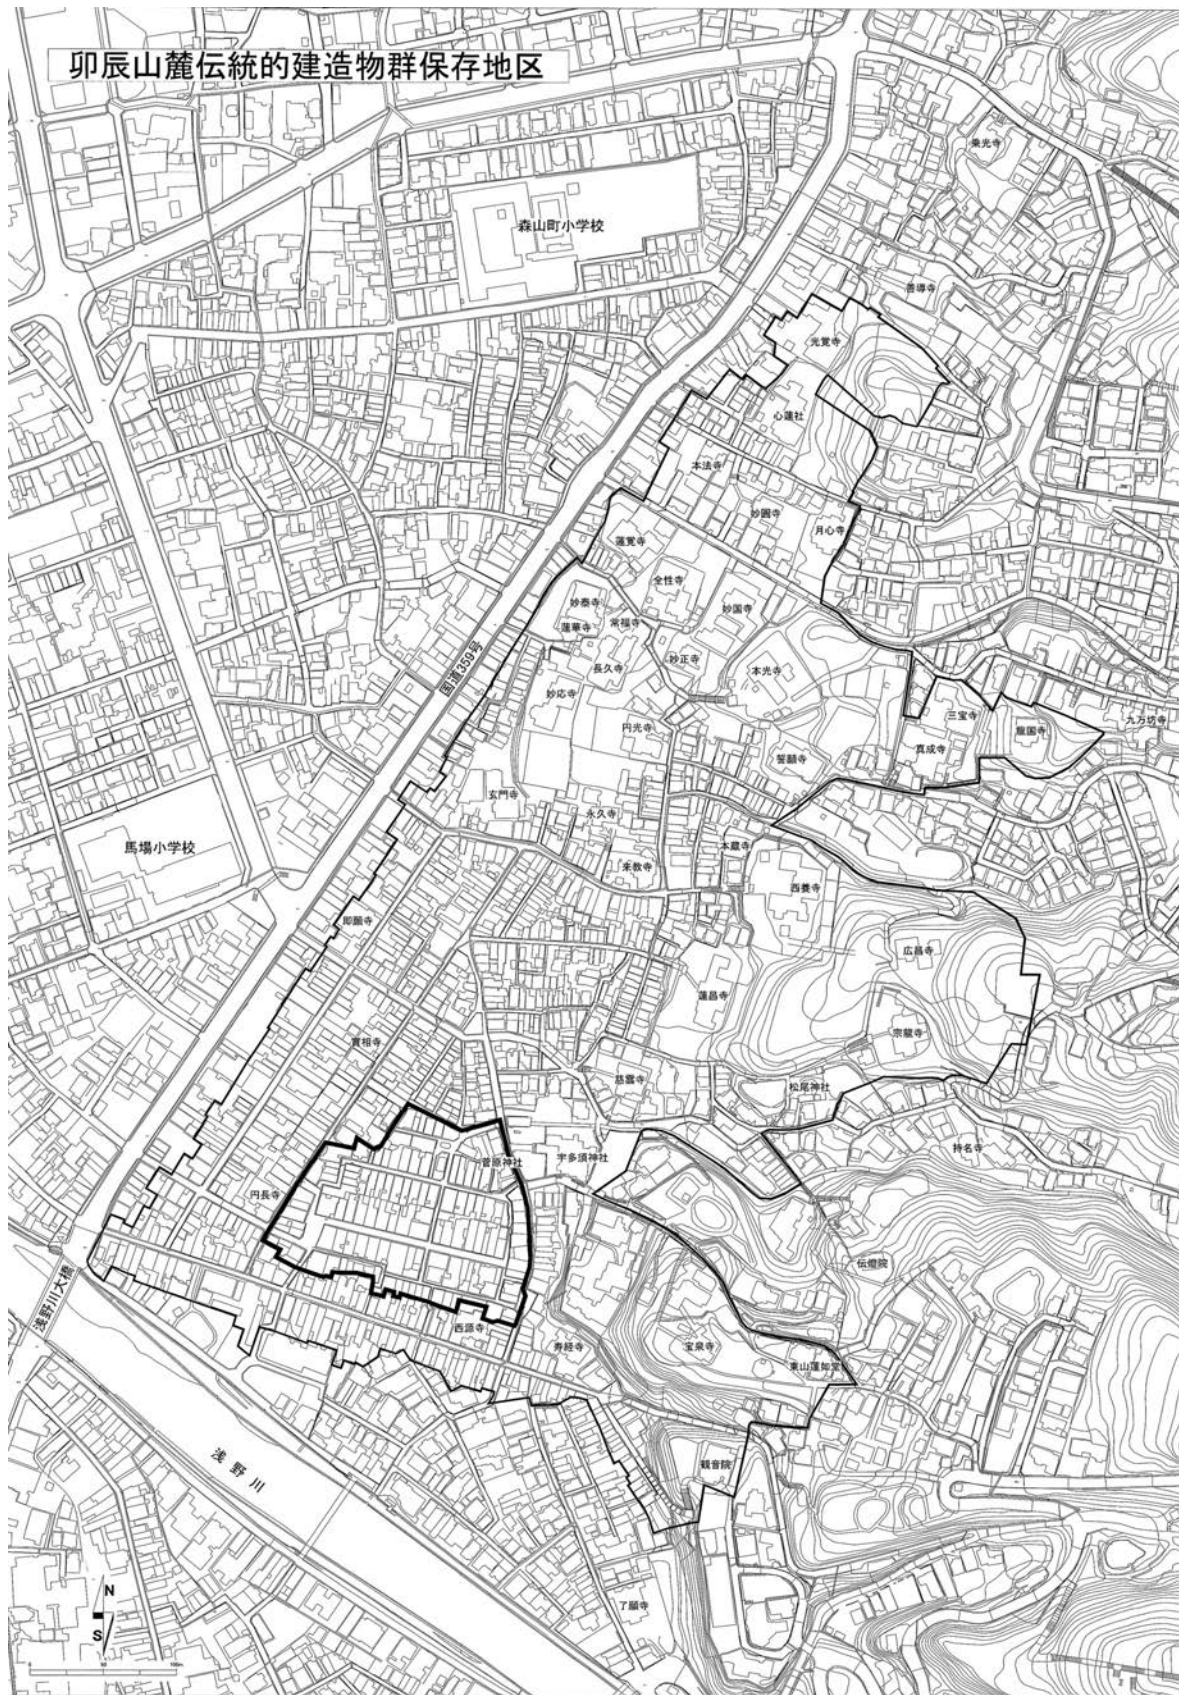 卯辰山麓伝統的建造物群保存地区
乗光寺
森山町小学校
善導寺
光覚寺
心蓮社
本法寺
妙圓寺
月心寺
蓮覚寺
全性寺
妙泰寺
妙国寺
蓮華寺
常福寺
国道359号
長久寺
妙正寺
本光寺
妙応寺
三宝寺
九万坊寺
円光寺
龍国寺
真成寺
誓願寺
玄門寺
永久寺
馬場小学校
本蔵寺
来教寺
西養寺
即願寺
広昌寺
蓮昌寺
宗龍寺
實相寺
慈雲寺
松尾神社
持名寺
菅原神社
宇多須神社
円長寺
伝燈院
浅野川大橋
西源寺
寿経寺
宝泉寺
東山蓮如堂
浅野川
観音院
N
S
了願寺
0
50
100m